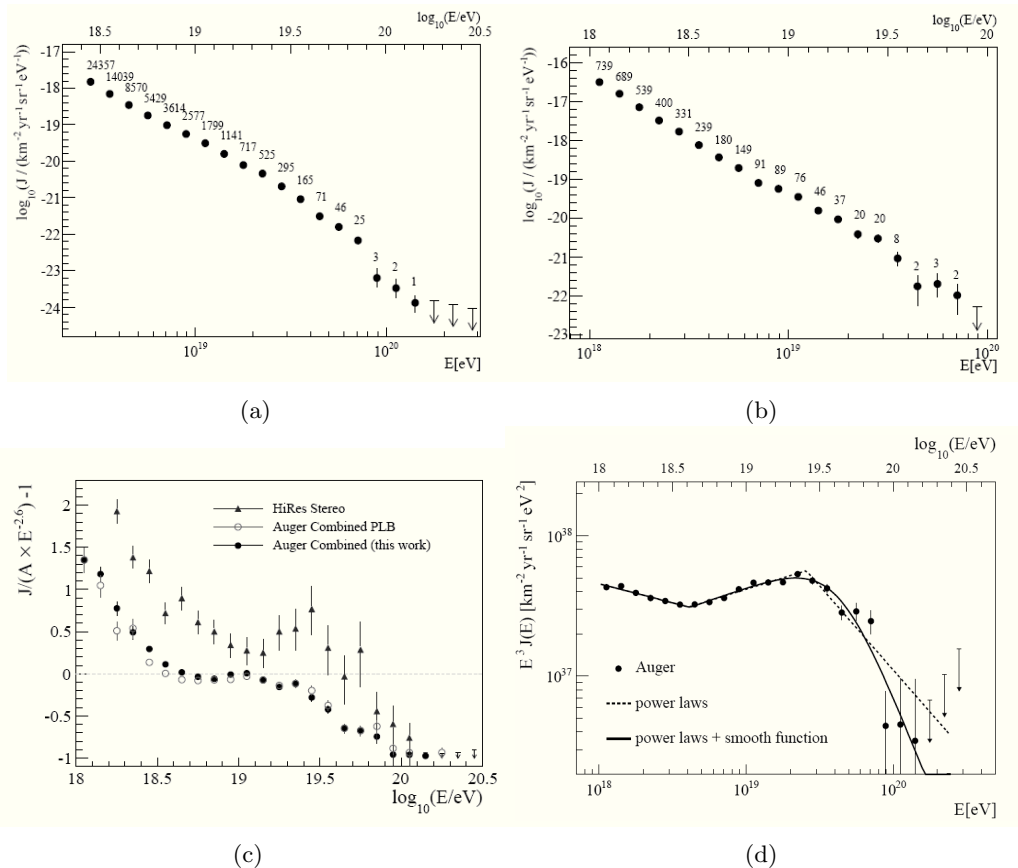 log10(E/eV)
18.5 19 19.5 20 20.5
log10(J / (km-2 yr-1 sr-1 eV-1))
-17
-18
-19
-20
-21
-22
-23
-24
24357
14039
8570
5429
3614
2577
1799
1141
717
525
295
165
71
46
25
3
2
1
10^19 10^20
E[eV]
(a)
log10(E/eV)
18 18.5 19 19.5 20
log10(J / (km-2 yr-1 sr-1 eV-1))
-16
-17
-18
-19
-20
-21
-22
-23
739
689
539
400
331
239
180
149
91
89
76
46
37
20
20
8
2
3
2
10^18 10^19 10^20
E[eV]
(b)
J/(A × E-2.6) -1
2
1.5
1
0.5
0
-0.5
-1
HiRes Stereo
Auger Combined PLB
Auger Combined (this work)
18 18.5 19 19.5 20 20.5
log10(E/eV)
(c)
log10(E/eV)
18 18.5 19 19.5 20 20.5
E3 J(E) [km-2 yr-1 sr-1 eV2]
10^38
10^37
Auger
power laws
power laws + smooth function
10^18 10^19 10^20
E[eV]
(d)